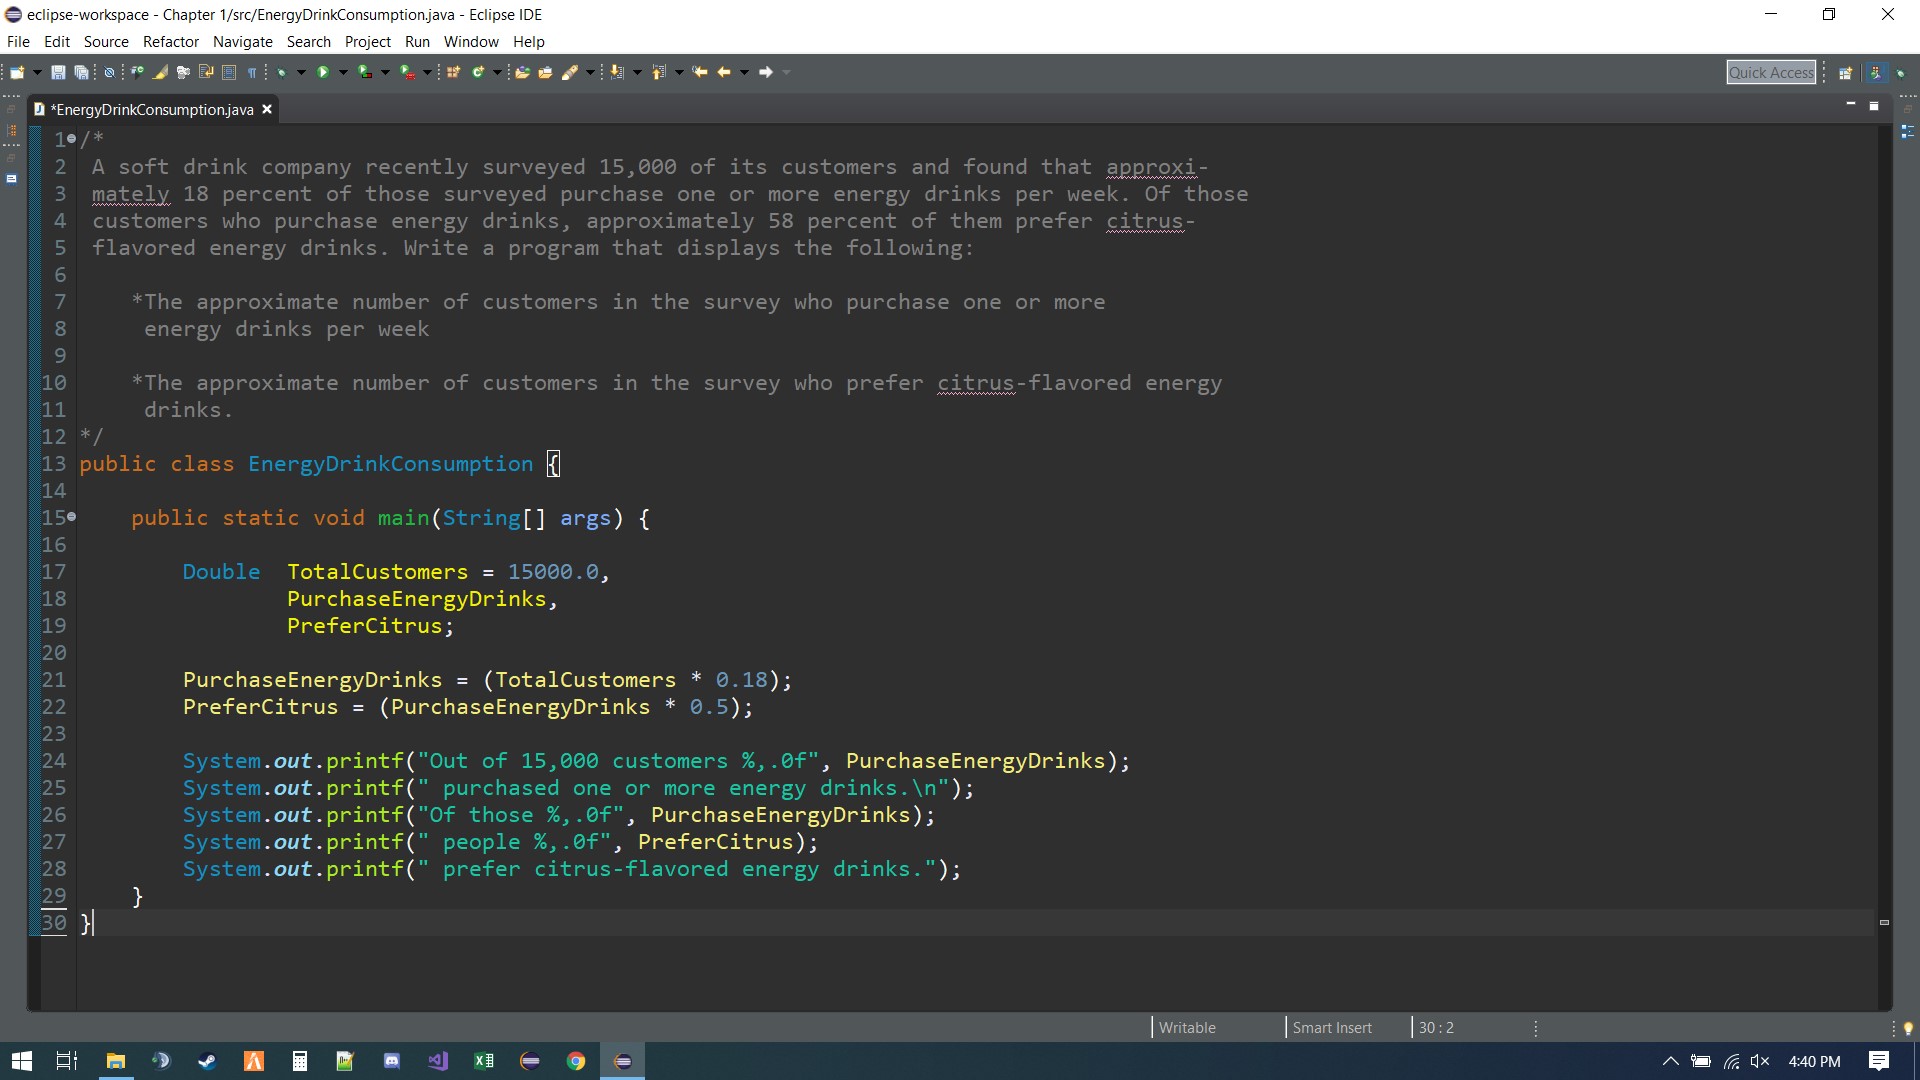 eclipse-workspace - Chapter 1/src/EnergyDrinkConsumption.java - Eclipse IDE
File Edit Source Refactor Navigate Search Project Run Window Help
Quick Access
*EnergyDrinkConsumption.java
1 /*
2 A soft drink company recently surveyed 15,000 of its customers and found that approxi-
3 mately 18 percent of those surveyed purchase one or more energy drinks per week. Of those
4 customers who purchase energy drinks, approximately 58 percent of them prefer citrus-
5 flavored energy drinks. Write a program that displays the following:
6
7 *The approximate number of customers in the survey who purchase one or more
8 energy drinks per week
9
10 *The approximate number of customers in the survey who prefer citrus-flavored energy
11 drinks.
12 */
13 public class EnergyDrinkConsumption {
14
15 public static void main(String[] args) {
16
17 Double TotalCustomers = 15000.0,
18 PurchaseEnergyDrinks,
19 PreferCitrus;
20
21 PurchaseEnergyDrinks = (TotalCustomers * 0.18);
22 PreferCitrus = (PurchaseEnergyDrinks * 0.5);
23
24 System.out.printf("Out of 15,000 customers %,.0f", PurchaseEnergyDrinks);
25 System.out.printf(" purchased one or more energy drinks.\n");
26 System.out.printf("Of those %,.0f", PurchaseEnergyDrinks);
27 System.out.printf(" people %,.0f", PreferCitrus);
28 System.out.printf(" prefer citrus-flavored energy drinks.");
29 }
30 }
Writable Smart Insert 30 : 2
4:40 PM